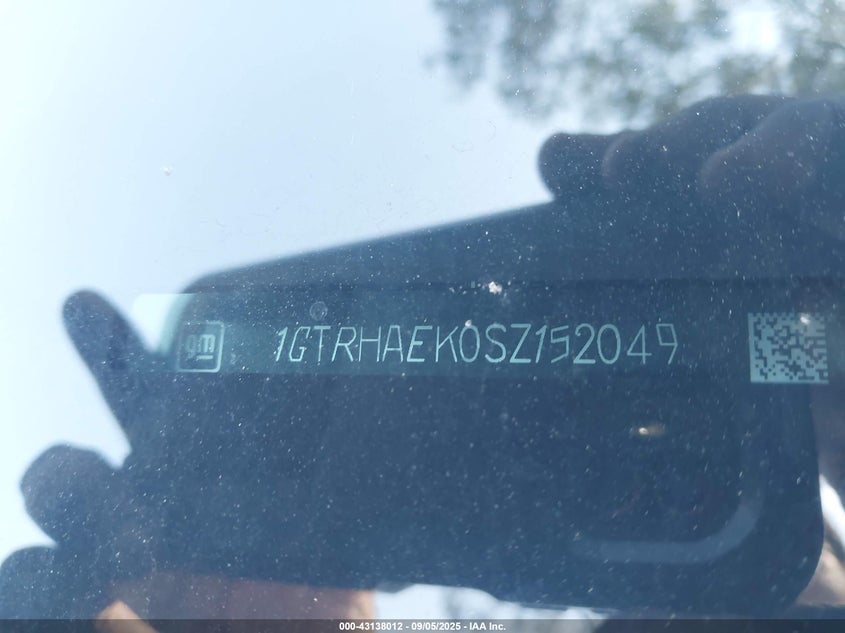 gm 1GTRHAEK0SZ152049
000-43138012 - 09/05/2025 - IAA Inc.